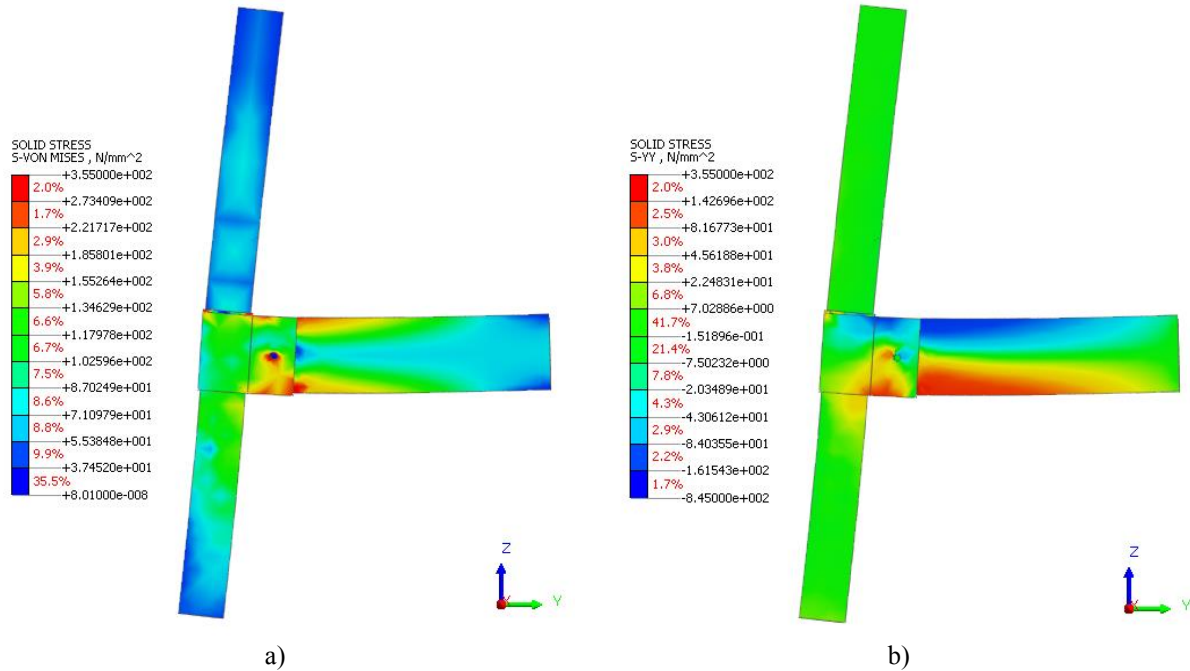 SOLID STRESS
S-VON MISES , N/mm^2
+3.55000e+002
2.0%
+2.73409e+002
1.7%
+2.21717e+002
2.9%
+1.85801e+002
3.9%
+1.55264e+002
5.8%
+1.34629e+002
6.6%
+1.17978e+002
6.7%
+1.02596e+002
7.5%
+8.70249e+001
8.6%
+7.10979e+001
8.8%
+5.53848e+001
9.9%
+3.74520e+001
35.5%
+8.01000e-008
Z
Y
a)
SOLID STRESS
S-YY , N/mm^2
+3.55000e+002
2.0%
+1.42696e+002
2.5%
+8.16773e+001
3.0%
+4.56188e+001
3.8%
+2.24831e+001
6.8%
+7.02886e+000
41.7%
-1.51896e-001
21.4%
-7.50232e+000
7.8%
-2.03489e+001
4.3%
-4.30612e+001
2.9%
-8.40355e+001
2.2%
-1.61543e+002
1.7%
-8.45000e+002
Z
Y
b)